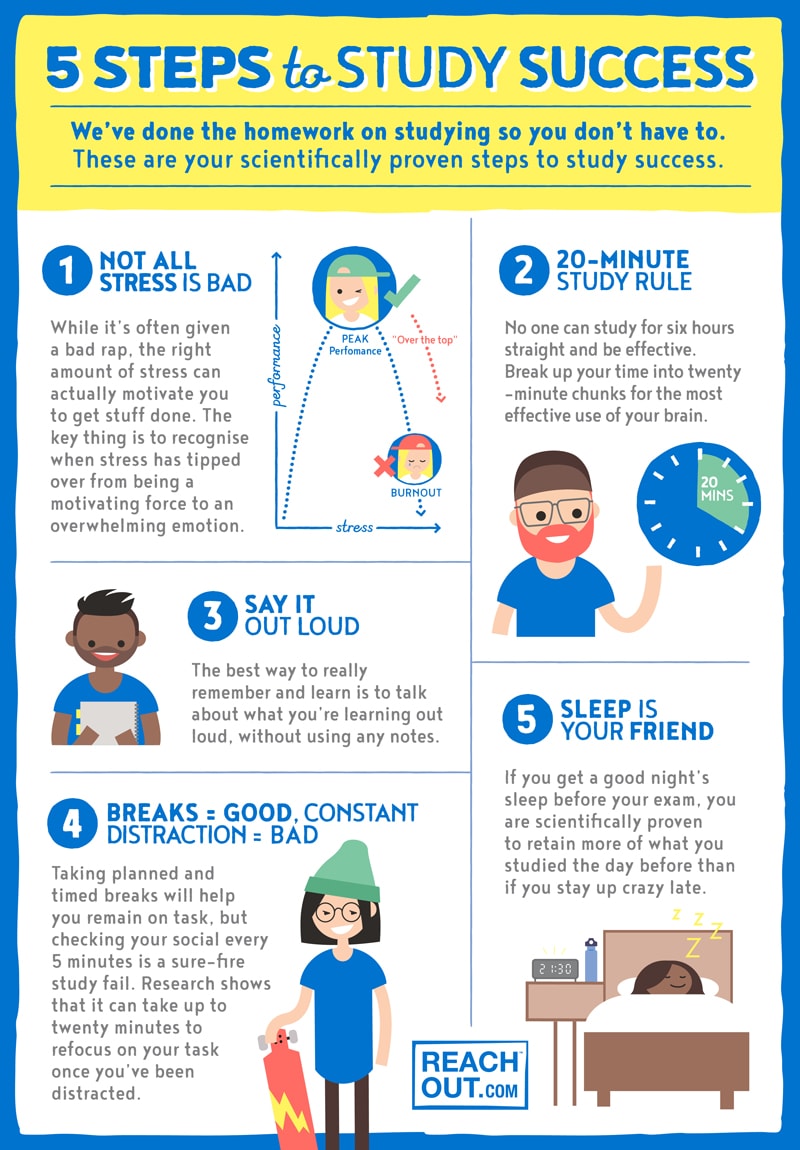 5 STEPS to STUDY SUCCESS
We've done the homework on studying so you don't have to.
These are your scientifically proven steps to study success.
1 NOT ALL
STRESS IS BAD
While it's often given
a bad rap, the right
amount of stress can
actually motivate you
to get stuff done. The
key thing is to recognise
when stress has tipped
over from being a
motivating force to an
overwhelming emotion.
performance
PEAK
Perfomance
"Over the top"
BURNOUT
stress
2 20-MINUTE
STUDY RULE
No one can study for six hours
straight and be effective.
Break up your time into twenty
-minute chunks for the most
effective use of your brain.
20
MINS
3 SAY IT
OUT LOUD
The best way to really
remember and learn is to talk
about what you're learning out
loud, without using any notes.
4 BREAKS = GOOD, CONSTANT
DISTRACTION = BAD
Taking planned and
timed breaks will help
you remain on task, but
checking your social every
5 minutes is a sure-fire
study fail. Research shows
that it can take up to
twenty minutes to
refocus on your task
once you've been
distracted.
5 SLEEP IS
YOUR FRIEND
If you get a good night's
sleep before your exam, you
are scientifically proven
to retain more of what you
studied the day before than
if you stay up crazy late.
z z z
Z
21:30
REACH™
OUT.COM